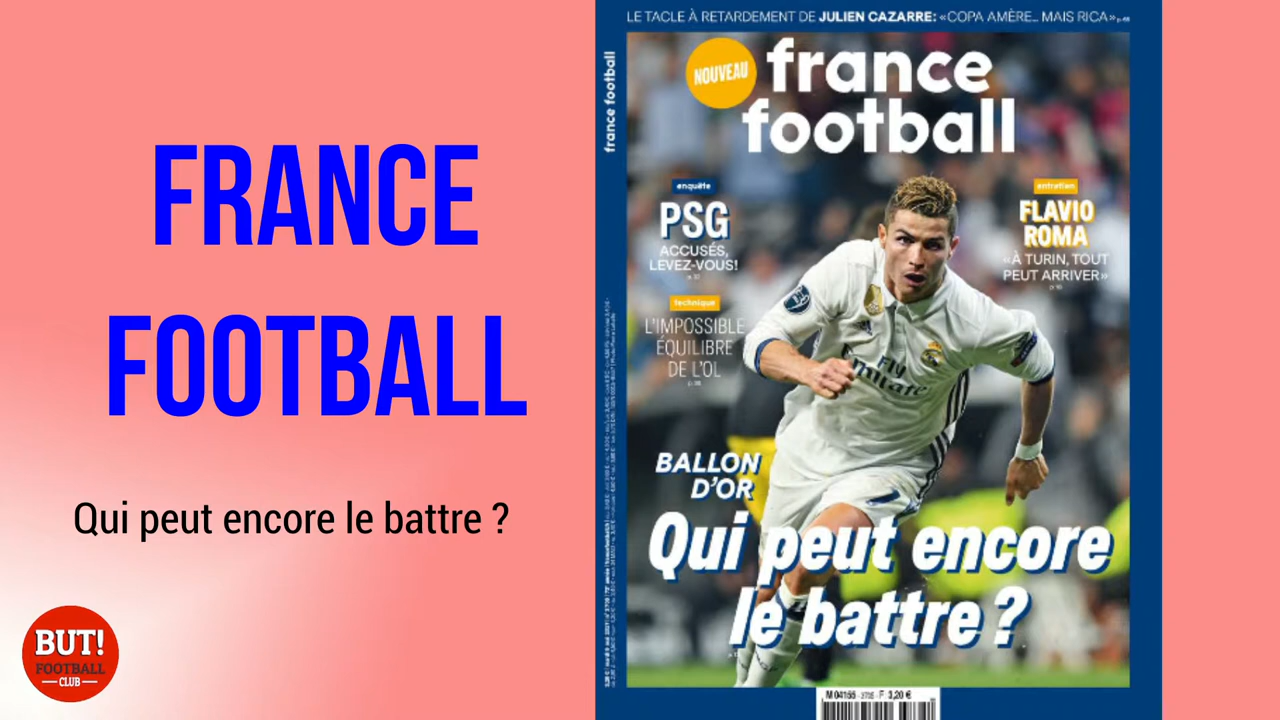 FRANCE
FOOTBALL
Qui peut encore le battre ?
BUT!
FOOTBALL
CLUB
LE TACLE À RETARDEMENT DE JULIEN CAZARRE: «COPA AMÈRE... MAIS RICA»
france football
NOUVEAU
france
football
enquête
PSG
ACCUSÉS,
LEVEZ-VOUS!
technique
L'IMPOSSIBLE
ÉQUILIBRE
DE L'OL
entretien
FLAVIO
ROMA
«À TURIN, TOUT
PEUT ARRIVER»
Fly
Emirates
BALLON
D'OR
Qui peut encore
le battre ?
M 04155 - 3705 - F 3,20 €